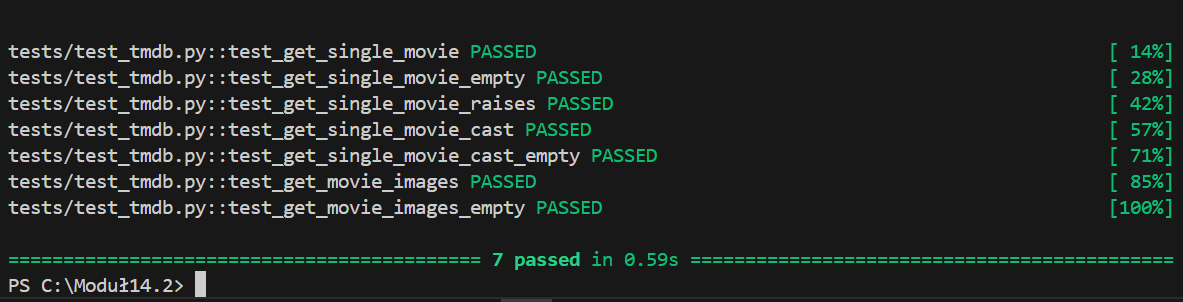 tests/test_tmdb.py::test_get_single_movie PASSED [ 14%]
tests/test_tmdb.py::test_get_single_movie_empty PASSED [ 28%]
tests/test_tmdb.py::test_get_single_movie_raises PASSED [ 42%]
tests/test_tmdb.py::test_get_single_movie_cast PASSED [ 57%]
tests/test_tmdb.py::test_get_single_movie_cast_empty PASSED [ 71%]
tests/test_tmdb.py::test_get_movie_images PASSED [ 85%]
tests/test_tmdb.py::test_get_movie_images_empty PASSED [100%]
=========================================== 7 passed in 0.59s ============================================
PS C:\Moduł14.2>